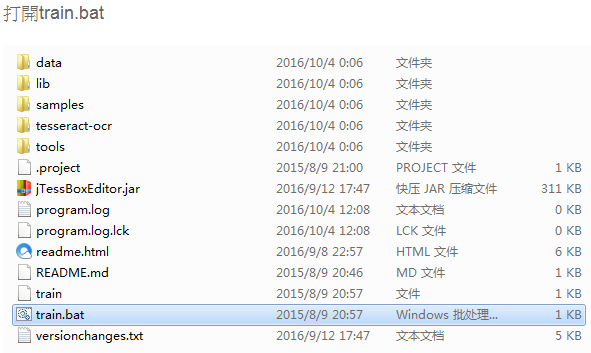 打開train.bat
data 2016/10/4 0:06 文件夹
lib 2016/10/4 0:06 文件夹
samples 2016/10/4 0:06 文件夹
tesseract-ocr 2016/10/4 0:06 文件夹
tools 2016/10/4 0:06 文件夹
.project 2015/8/9 21:00 PROJECT 文件 1 KB
jTessBoxEditor.jar 2016/9/12 17:47 快压 JAR 压缩文件 311 KB
program.log 2016/10/4 12:08 文本文档 0 KB
program.log.lck 2016/10/4 12:08 LCK 文件 0 KB
readme.html 2016/9/8 22:57 HTML 文件 6 KB
README.md 2015/8/9 20:46 MD 文件 1 KB
train 2015/8/9 20:57 文件 1 KB
train.bat 2015/8/9 20:57 Windows 批处理... 1 KB
versionchanges.txt 2016/9/12 17:47 文本文档 5 KB